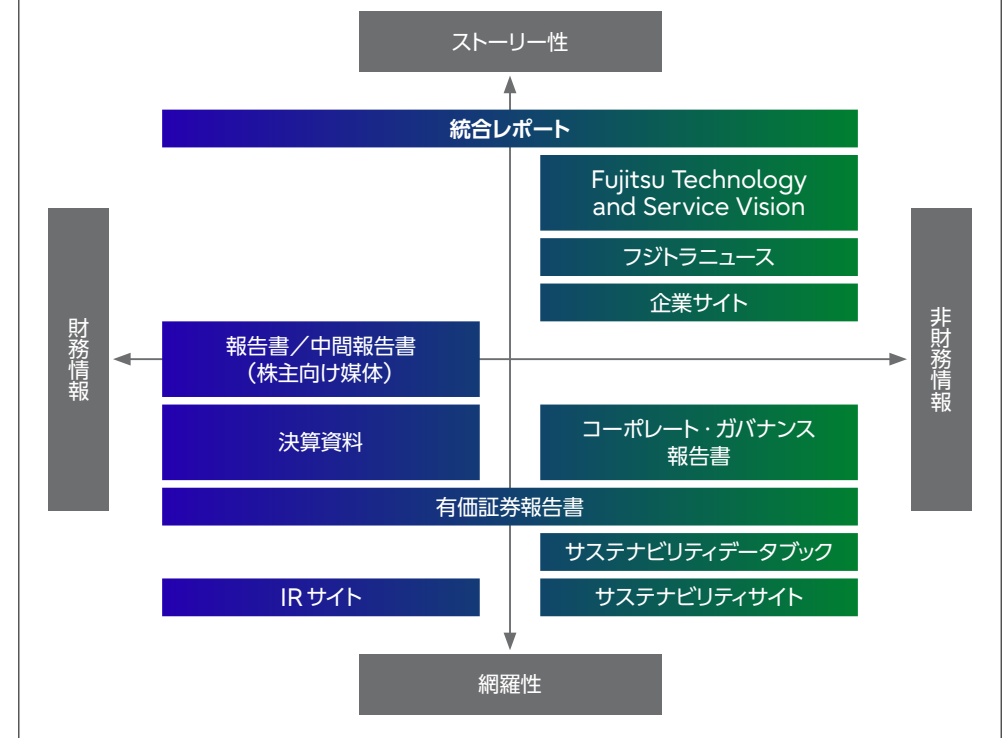 ストーリー性
統合レポート
Fujitsu Technology
and Service Vision
フジトラニュース
企業サイト
財務情報
報告書／中間報告書
（株主向け媒体）
非財務情報
決算資料
コーポレート・ガバナンス
報告書
有価証券報告書
サステナビリティデータブック
IRサイト
サステナビリティサイト
網羅性